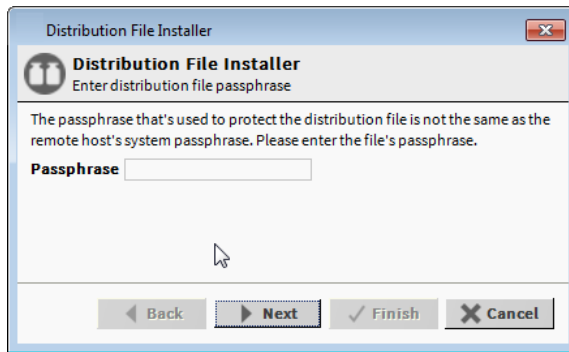 Distribution File Installer
Distribution File Installer
Enter distribution file passphrase
The passphrase that's used to protect the distribution file is not the same as the
remote host's system passphrase. Please enter the file's passphrase.
Passphrase
Back Next Finish Cancel